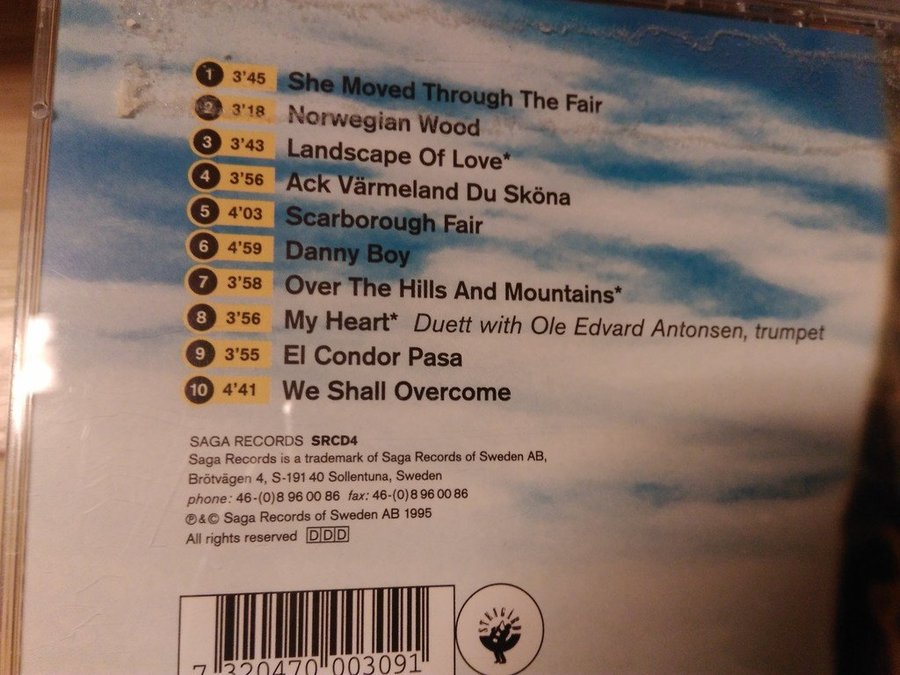 1 3'45 She Moved Through The Fair
2 3'18 Norwegian Wood
3 3'43 Landscape Of Love*
4 3'56 Ack Värmeland Du Sköna
5 4'03 Scarborough Fair
6 4'59 Danny Boy
7 3'58 Over The Hills And Mountains*
8 3'56 My Heart* Duett with Ole Edvard Antonsen, trumpet
9 3'55 El Condor Pasa
10 4'41 We Shall Overcome
SAGA RECORDS SRCD4
Saga Records is a trademark of Saga Records of Sweden AB,
Brötvägen 4, S-191 40 Sollentuna, Sweden
phone: 46-(0)8 96 00 86 fax: 46-(0)8 96 00 86
℗&© Saga Records of Sweden AB 1995
All rights reserved DDD
7 320470 003091